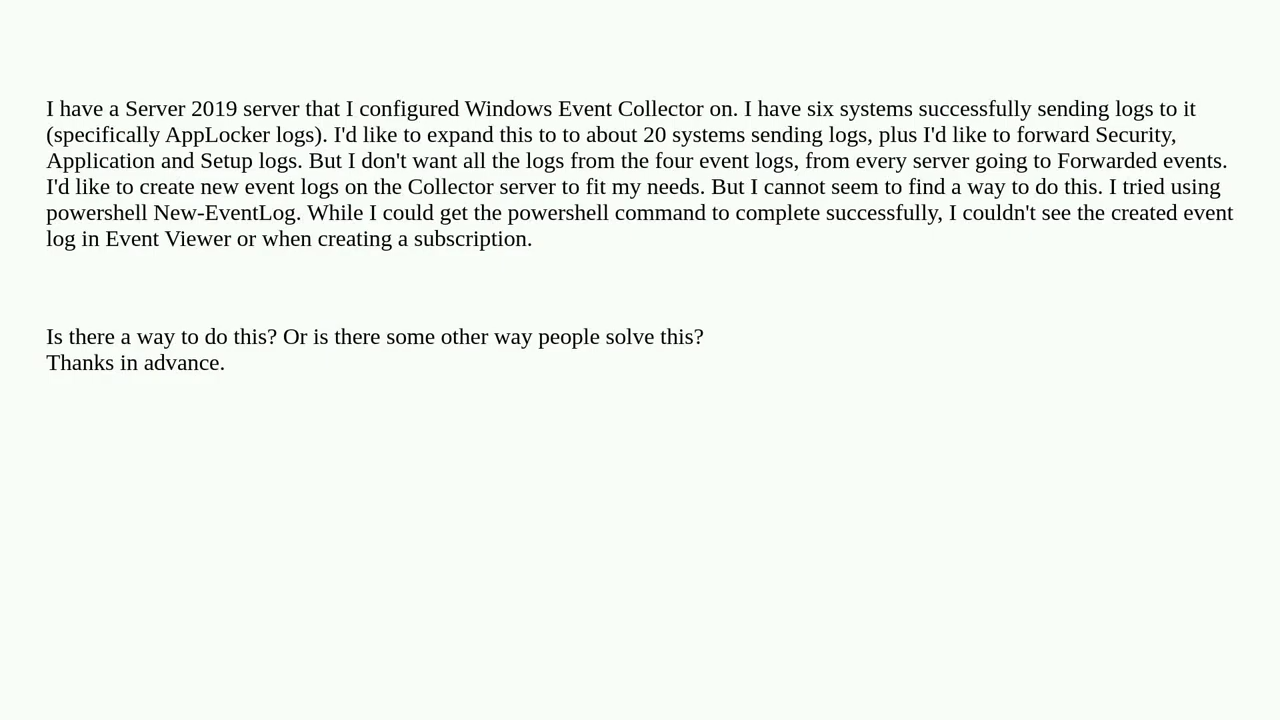 I have a Server 2019 server that I configured Windows Event Collector on. I have six systems successfully sending logs to it
(specifically AppLocker logs). I'd like to expand this to to about 20 systems sending logs, plus I'd like to forward Security,
Application and Setup logs. But I don't want all the logs from the four event logs, from every server going to Forwarded events.
I'd like to create new event logs on the Collector server to fit my needs. But I cannot seem to find a way to do this. I tried using
powershell New-EventLog. While I could get the powershell command to complete successfully, I couldn't see the created event
log in Event Viewer or when creating a subscription.
Is there a way to do this? Or is there some other way people solve this?
Thanks in advance.